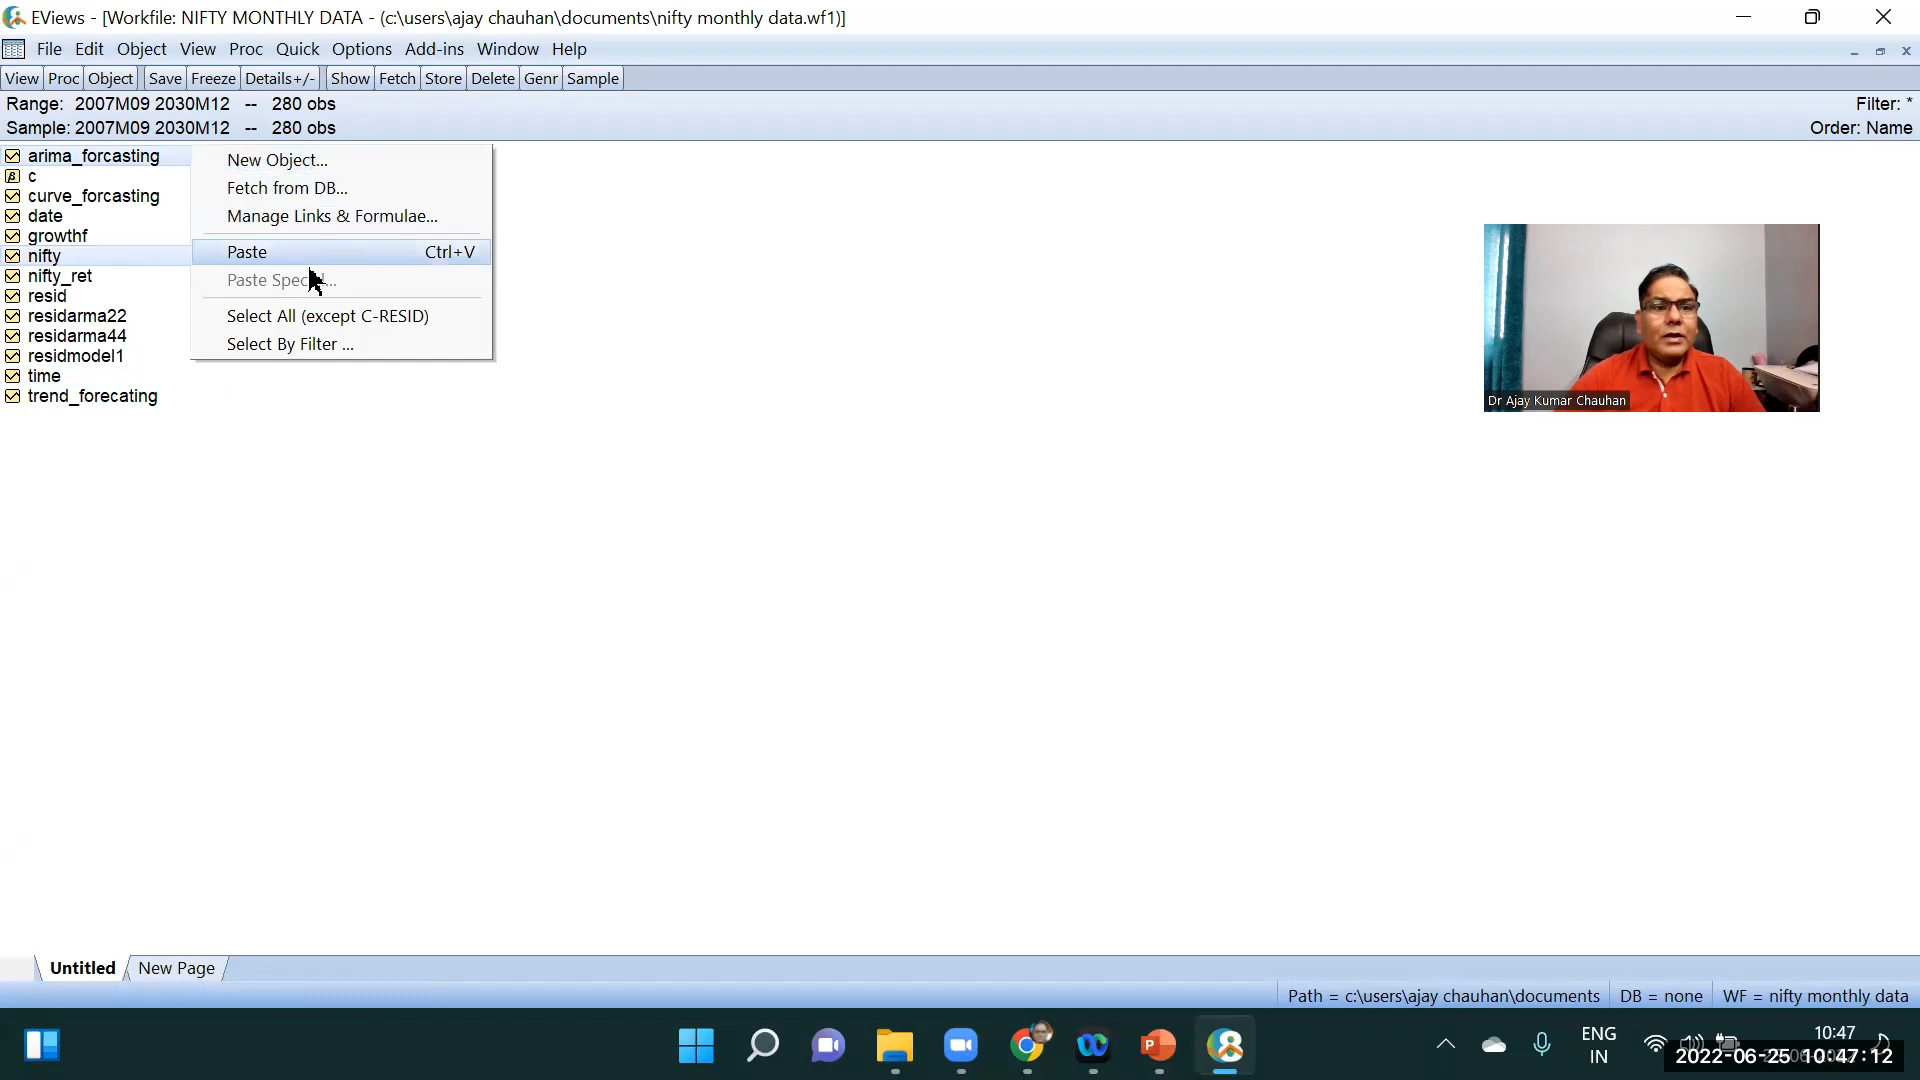 EViews - [Workfile: NIFTY MONTHLY DATA - (c:\users\ajay chauhan\documents\nifty monthly data.wf1)]
File Edit Object View Proc Quick Options Add-ins Window Help
View Proc Object Save Freeze Details+/- Show Fetch Store Delete Genr Sample
Range: 2007M09 2030M12 -- 280 obs Filter: *
Sample: 2007M09 2030M12 -- 280 obs Order: Name
arima_forcasting
c
curve_forcasting
date
growthf
nifty
nifty_ret
resid
residarma22
residarma44
residmodel1
time
trend_forecating
New Object...
Fetch from DB...
Manage Links & Formulae...
Paste Ctrl+V
Paste
Select All (except C-RESID)
Select By Filter ...
Dr Ajay Kumar Chauhan
Untitled New Page
Path = c:\users\ajay chauhan\documents DB = none WF = nifty monthly data
ENG
IN
10:47
2022-06-25 10:47:12